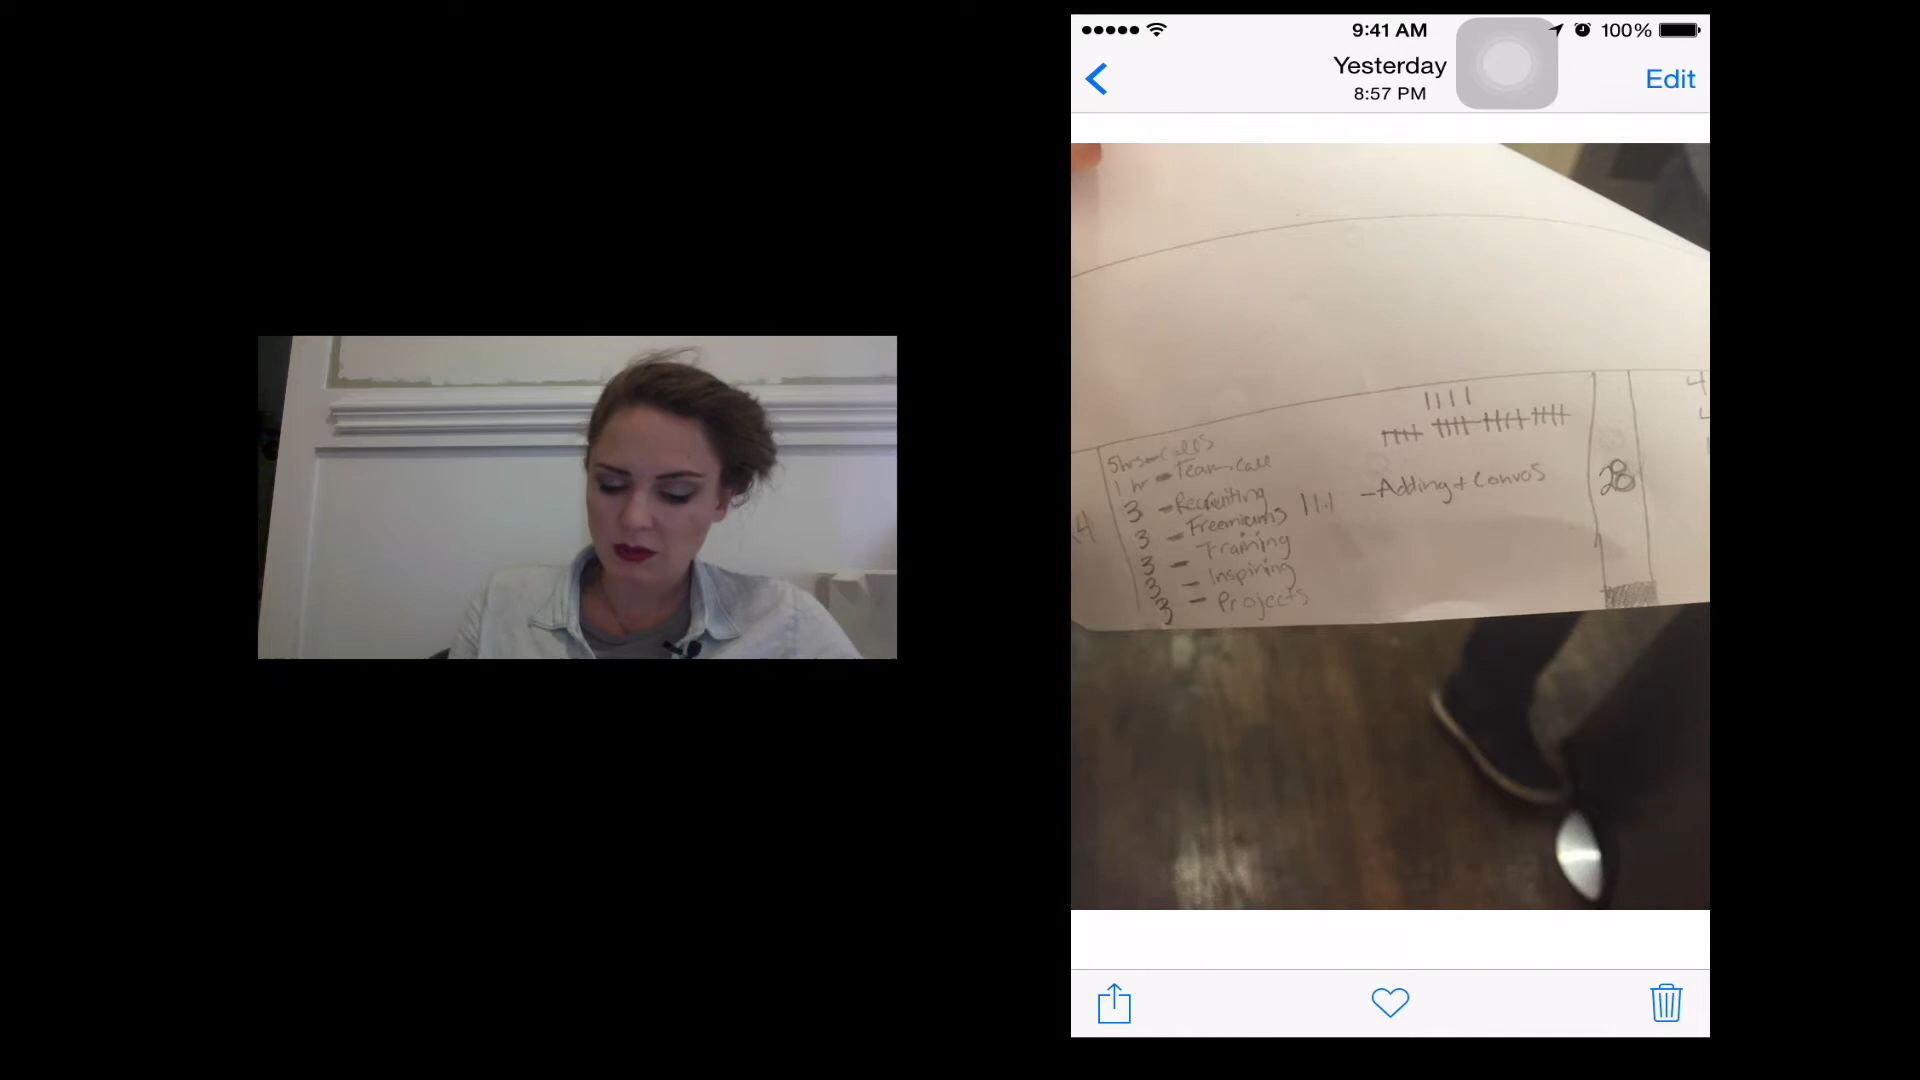 9:41 AM 100%
Yesterday
8:57 PM
Edit
5hrs - calls
1 hr - Team call
3 - Recruiting
3 - Freemiums
3 - Training
3 - Inspiring
3 - Projects
- Adding + Convos
28
4